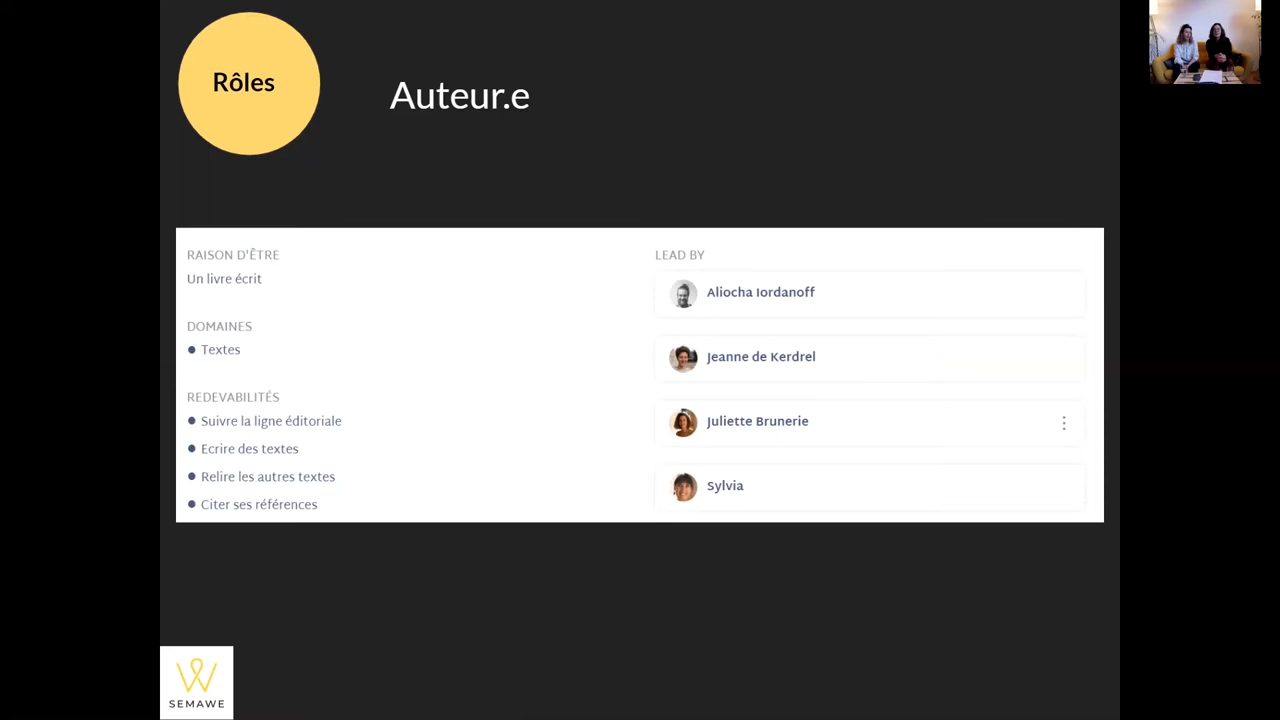 Rôles
Auteur.e
RAISON D'ÊTRE
Un livre écrit
DOMAINES
Textes
REDEVABILITÉS
Suivre la ligne éditoriale
Ecrire des textes
Relire les autres textes
Citer ses références
LEAD BY
Aliocha Iordanoff
Jeanne de Kerdrel
Juliette Brunerie
Sylvia
SEMAWE